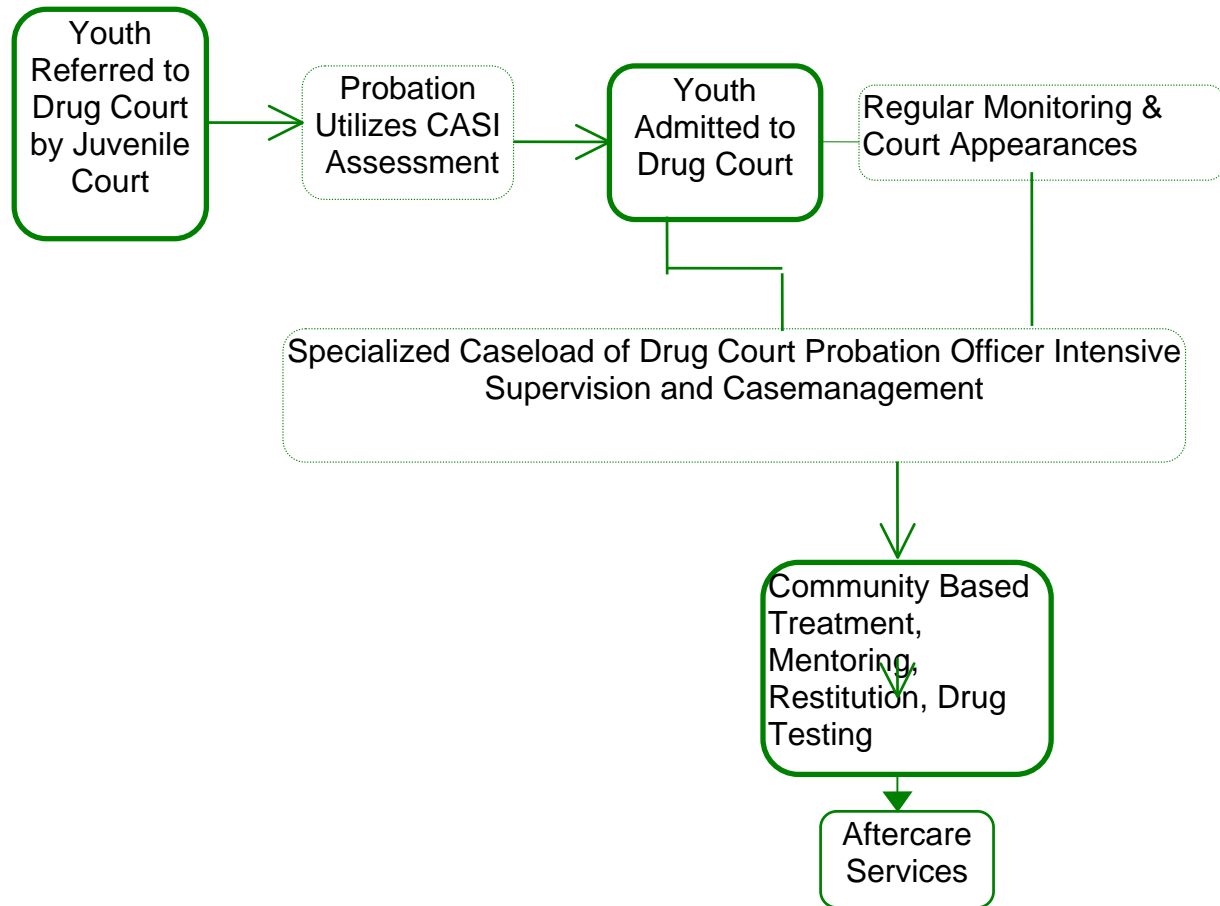 Youth
Referred to
Drug Court
by Juvenile
Court
Probation
Utilizes CASI
Assessment
Youth
Admitted to
Drug Court
Regular Monitoring &
Court Appearances
Specialized Caseload of Drug Court Probation Officer Intensive
Supervision and Casemanagement
Community Based
Treatment,
Mentoring,
Restitution, Drug
Testing
Aftercare
Services